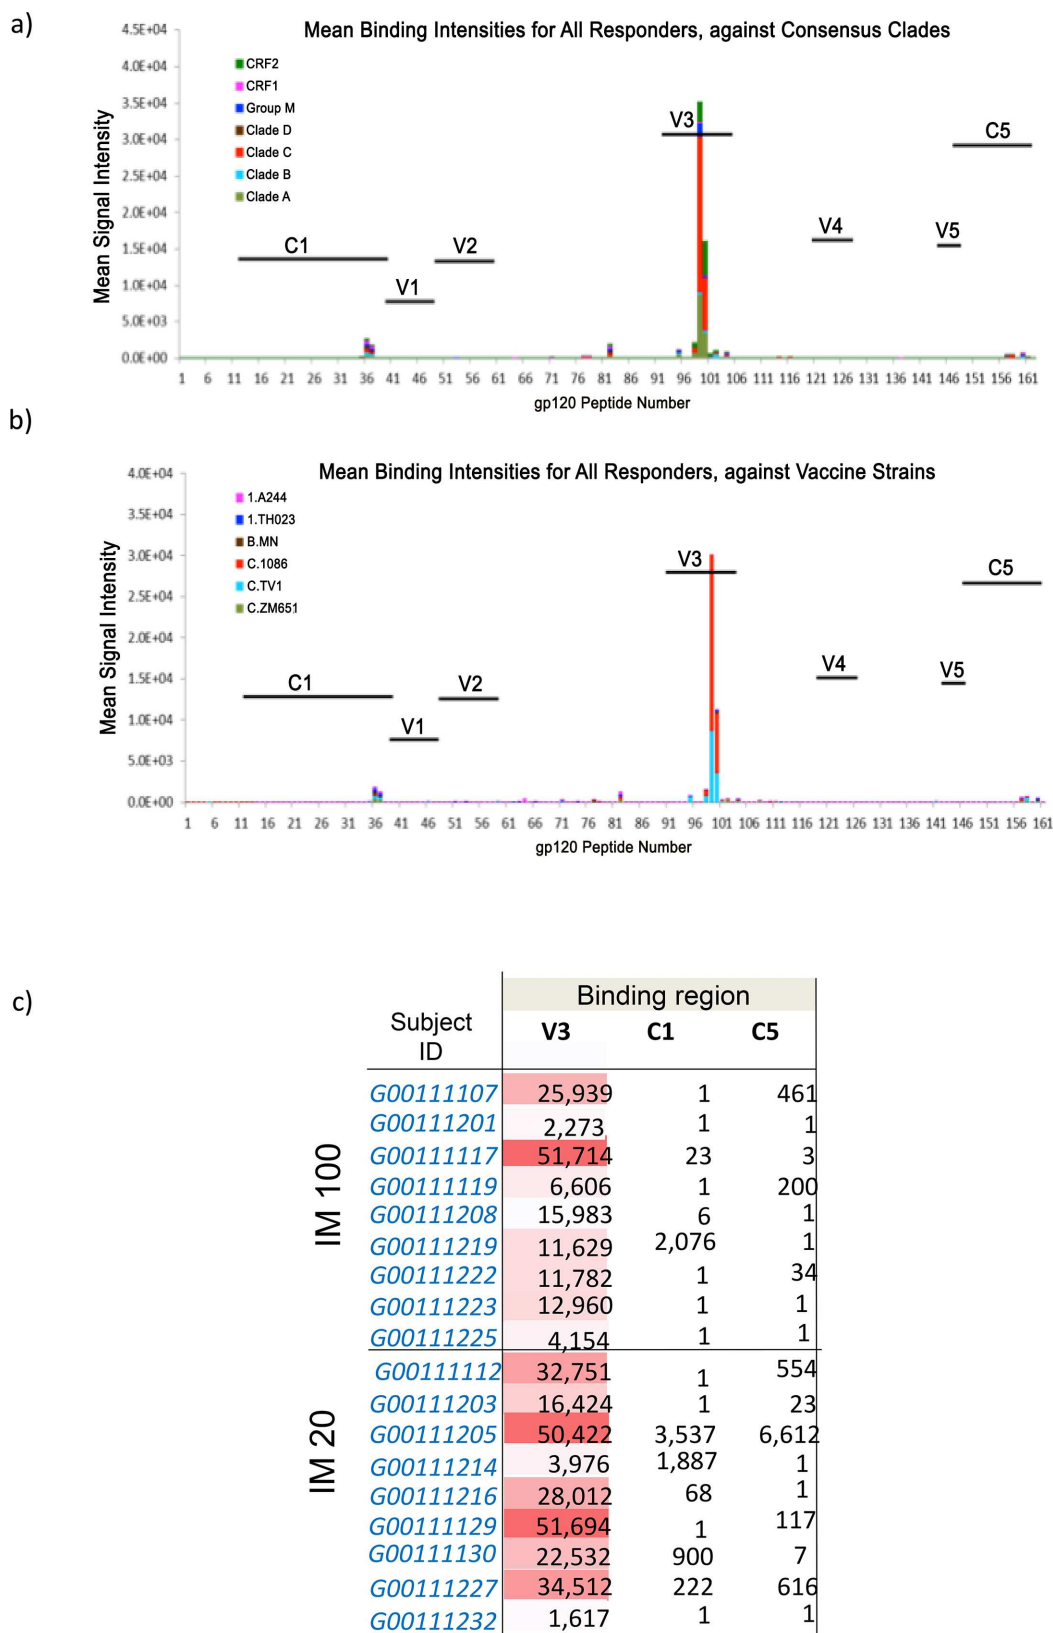 a)
Mean Binding Intensities for All Responders, against Consensus Clades
4.5E+04
4.0E+04
3.5E+04
3.0E+04
2.5E+04
2.0E+04
1.5E+04
1.0E+04
5.0E+03
0.0E+00
Mean Signal Intensity
CRF2
CRF1
Group M
Clade D
Clade C
Clade B
Clade A
C1
V1
V2
V3
V4
V5
C5
1 6 11 16 21 26 31 36 41 46 51 56 61 66 71 76 81 86 91 96 101 106 111 116 121 126 131 136 141 146 151 156 161
gp120 Peptide Number
b)
Mean Binding Intensities for All Responders, against Vaccine Strains
4.0E+04
3.5E+04
3.0E+04
2.5E+04
2.0E+04
1.5E+04
1.0E+04
5.0E+03
0.0E+00
Mean Signal Intensity
1.A244
1.TH023
B.MN
C.1086
C.TV1
C.ZM651
C1
V1
V2
V3
V4
V5
C5
1 6 11 16 21 26 31 36 41 46 51 56 61 66 71 76 81 86 91 96 101 106 111 116 121 126 131 136 141 146 151 156 161
gp120 Peptide Number
c)
Binding region
Subject ID V3 C1 C5
IM 100
G00111107 25,939 1 461
G00111201 2,273 1 1
G00111117 51,714 23 3
G00111119 6,606 1 200
G00111208 15,983 6 1
G00111219 11,629 2,076 1
G00111222 11,782 1 34
G00111223 12,960 1 1
G00111225 4,154 1 1
IM 20
G00111112 32,751 1 554
G00111203 16,424 1 23
G00111205 50,422 3,537 6,612
G00111214 3,976 1,887 1
G00111216 28,012 68 1
G00111129 51,694 1 117
G00111130 22,532 900 7
G00111227 34,512 222 616
G00111232 1,617 1 1